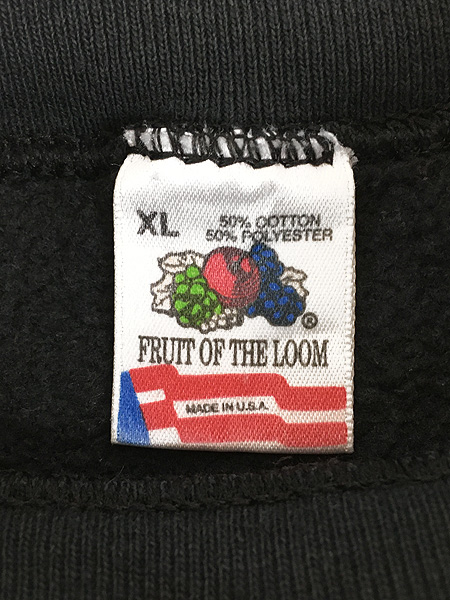 XL
50% COTTON
50% POLYESTER
®
FRUIT OF THE LOOM
MADE IN U.S.A.